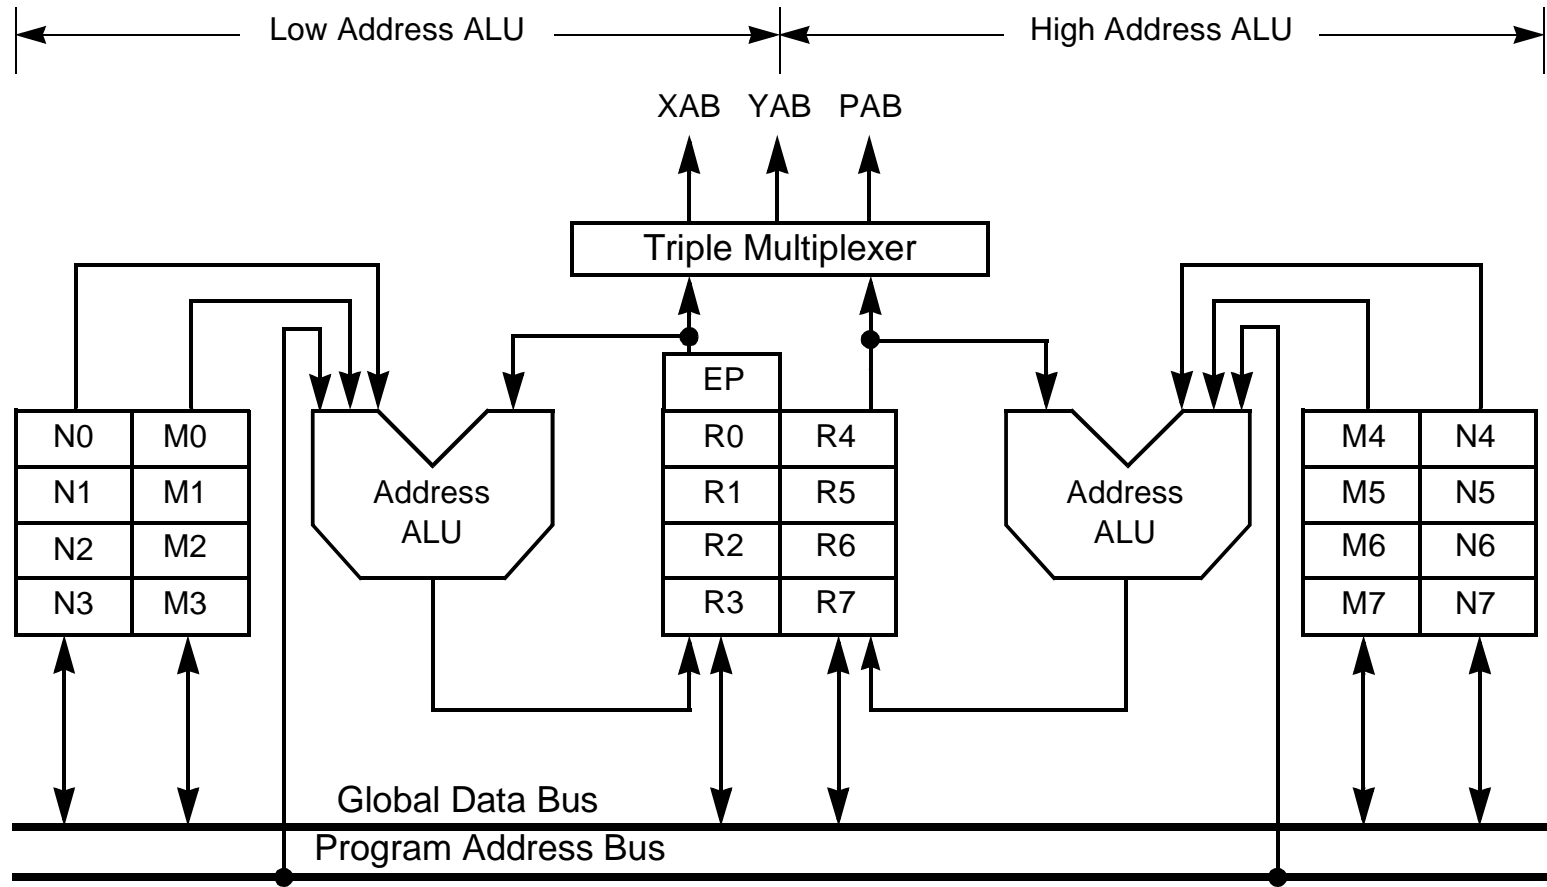 Low Address ALU High Address ALU
XAB YAB PAB
Triple Multiplexer
EP
N0 M0 R0 R4 M4 N4
N1 M1 Address R1 R5 Address M5 N5
N2 M2 ALU R2 R6 ALU M6 N6
N3 M3 R3 R7 M7 N7
Global Data Bus
Program Address Bus